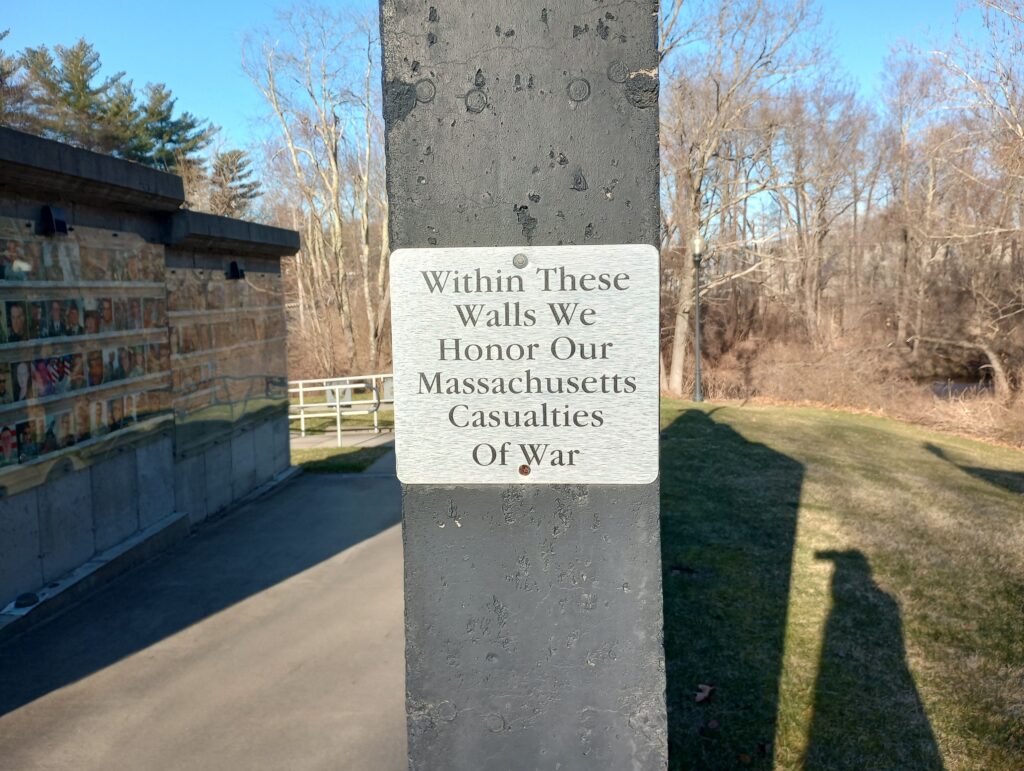 Within These
Walls We
Honor Our
Massachusetts
Casualties
Of War